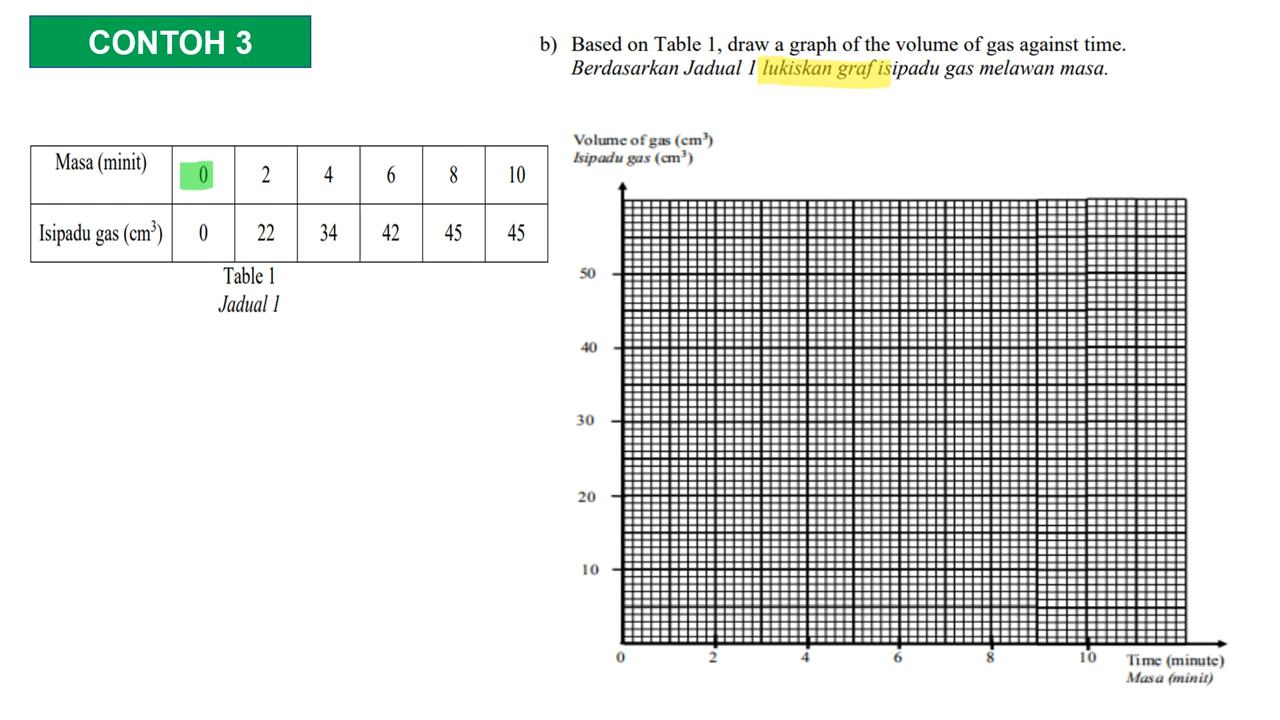 CONTOH 3
b) Based on Table 1, draw a graph of the volume of gas against time.
Berdasarkan Jadual 1 lukiskan graf isipadu gas melawan masa.
Masa (minit) 0 2 4 6 8 10
Isipadu gas (cm³) 0 22 34 42 45 45
Table 1
Jadual 1
Volume of gas (cm³)
Isipadu gas (cm³)
50
40
30
20
10
0 2 4 6 8 10 Time (minute)
Masa (minit)